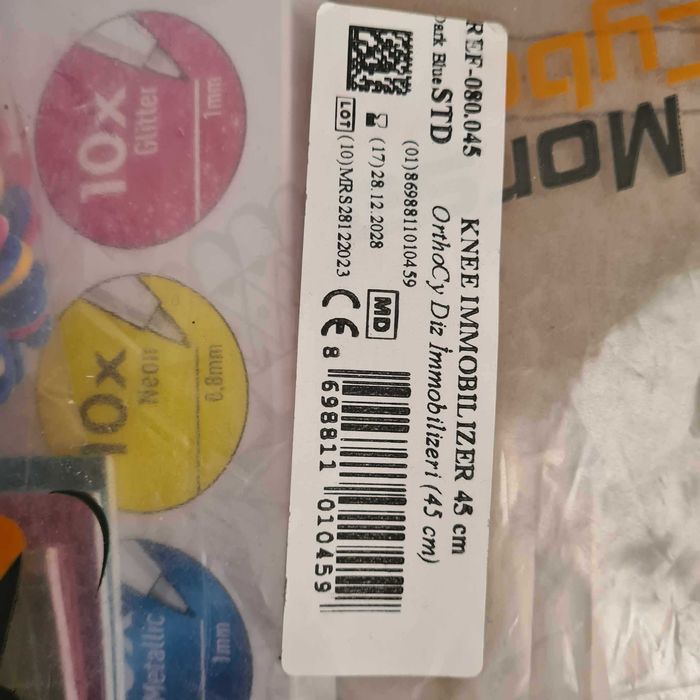 REF-080.045 KNEE IMMOBILIZER 45 cm
Dark Blue STD OrthoCy Diz İmmobilizeri (45 cm)
(01)8698811010459
(17)28.12.2028
LOT (10)MRS28122023
MD
CE
8 698811 010459
10x
Glitter
1mm
10x
Neon
0,8mm
Metallic
1mm